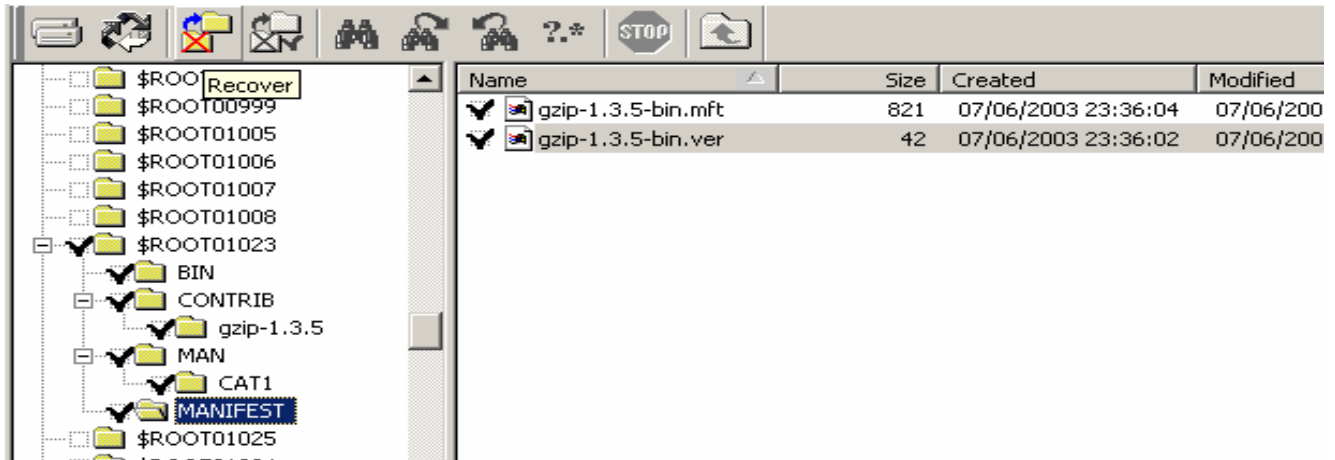 ?.*
STOP
$ROOT
Recover
$ROOT00999
$ROOT01005
$ROOT01006
$ROOT01007
$ROOT01008
$ROOT01023
BIN
CONTRIB
gzip-1.3.5
MAN
CAT1
MANIFEST
$ROOT01025
Name Size Created Modified
gzip-1.3.5-bin.mft 821 07/06/2003 23:36:04 07/06/200
gzip-1.3.5-bin.ver 42 07/06/2003 23:36:02 07/06/200